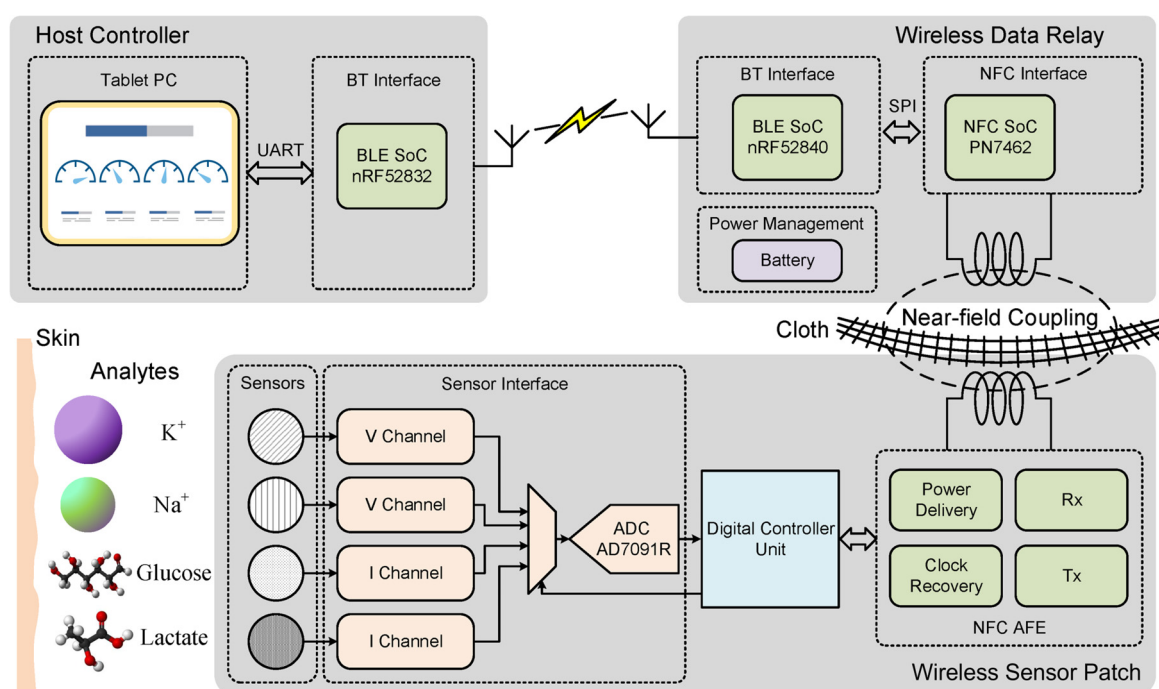 Host Controller
Tablet PC
BT Interface
UART
BLE SoC
nRF52832
Wireless Data Relay
BT Interface
NFC Interface
BLE SoC
nRF52840
SPI
NFC SoC
PN7462
Power Management
Battery
Near-field Coupling
Cloth
Skin
Analytes
K⁺
Na⁺
Glucose
Lactate
Sensors
Sensor Interface
V Channel
V Channel
I Channel
I Channel
ADC
AD7091R
Digital Controller
Unit
Power
Delivery
Rx
Clock
Recovery
Tx
NFC AFE
Wireless Sensor Patch